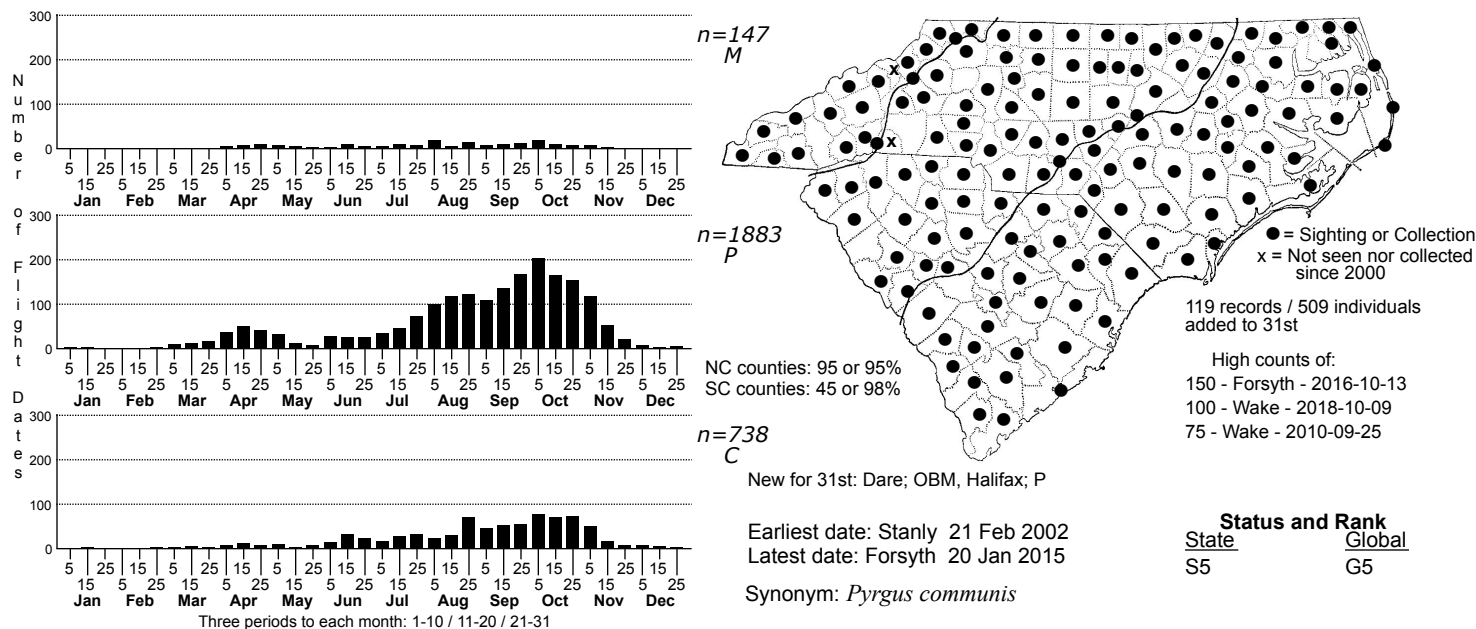 300
200
100
0
5 25 15 5 25 15 5 25 15 5 25 15 5 25 15 5 25 15
15 5 25 15 5 25 15 5 25 15 5 25 15 5 25 15 5 25
Jan Feb Mar Apr May Jun Jul Aug Sep Oct Nov Dec
n=147
M
Number of Flight Dates
300
200
100
0
5 25 15 5 25 15 5 25 15 5 25 15 5 25 15 5 25 15
15 5 25 15 5 25 15 5 25 15 5 25 15 5 25 15 5 25
Jan Feb Mar Apr May Jun Jul Aug Sep Oct Nov Dec
n=1883
P
300
200
100
0
5 25 15 5 25 15 5 25 15 5 25 15 5 25 15 5 25 15
15 5 25 15 5 25 15 5 25 15 5 25 15 5 25 15 5 25
Jan Feb Mar Apr May Jun Jul Aug Sep Oct Nov Dec
n=738
C
Three periods to each month: 1-10 / 11-20 / 21-31
x
x
= Sighting or Collection
x = Not seen nor collected
since 2000
119 records / 509 individuals
added to 31st
NC counties: 95 or 95%
SC counties: 45 or 98%
High counts of:
150 - Forsyth - 2016-10-13
100 - Wake - 2018-10-09
75 - Wake - 2010-09-25
New for 31st: Dare; OBM, Halifax; P
Earliest date: Stanly 21 Feb 2002
Latest date: Forsyth 20 Jan 2015
Synonym: Pyrgus communis
Status and Rank
State Global
S5 G5